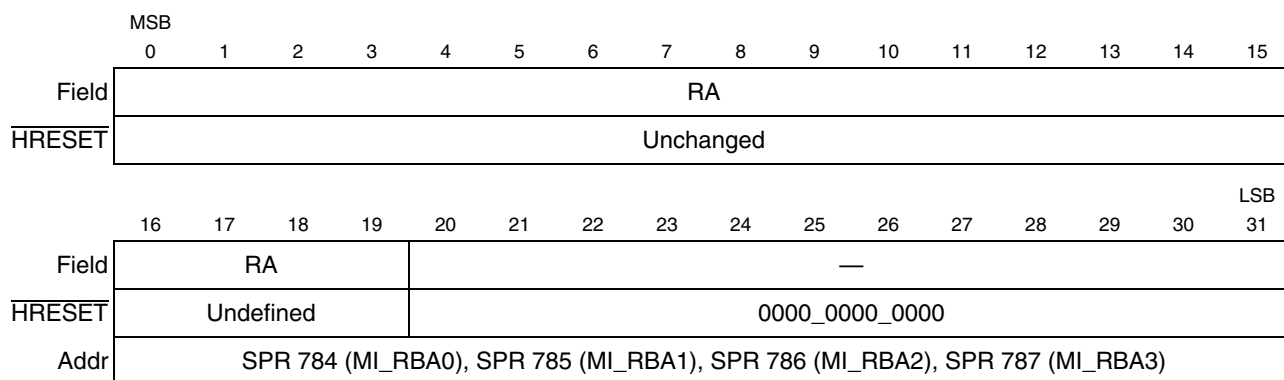 MSB
0 1 2 3 4 5 6 7 8 9 10 11 12 13 14 15
Field RA
HRESET Unchanged
LSB
16 17 18 19 20 21 22 23 24 25 26 27 28 29 30 31
Field RA —
HRESET Undefined 0000_0000_0000
Addr SPR 784 (MI_RBA0), SPR 785 (MI_RBA1), SPR 786 (MI_RBA2), SPR 787 (MI_RBA3)